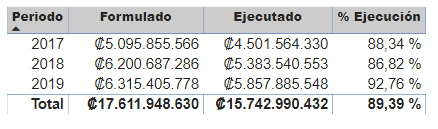 Periodo Formulado Ejecutado % Ejecución
2017 ₡5.095.855.566 ₡4.501.564.330 88,34 %
2018 ₡6.200.687.286 ₡5.383.540.553 86,82 %
2019 ₡6.315.405.778 ₡5.857.885.548 92,76 %
Total ₡17.611.948.630 ₡15.742.990.432 89,39 %